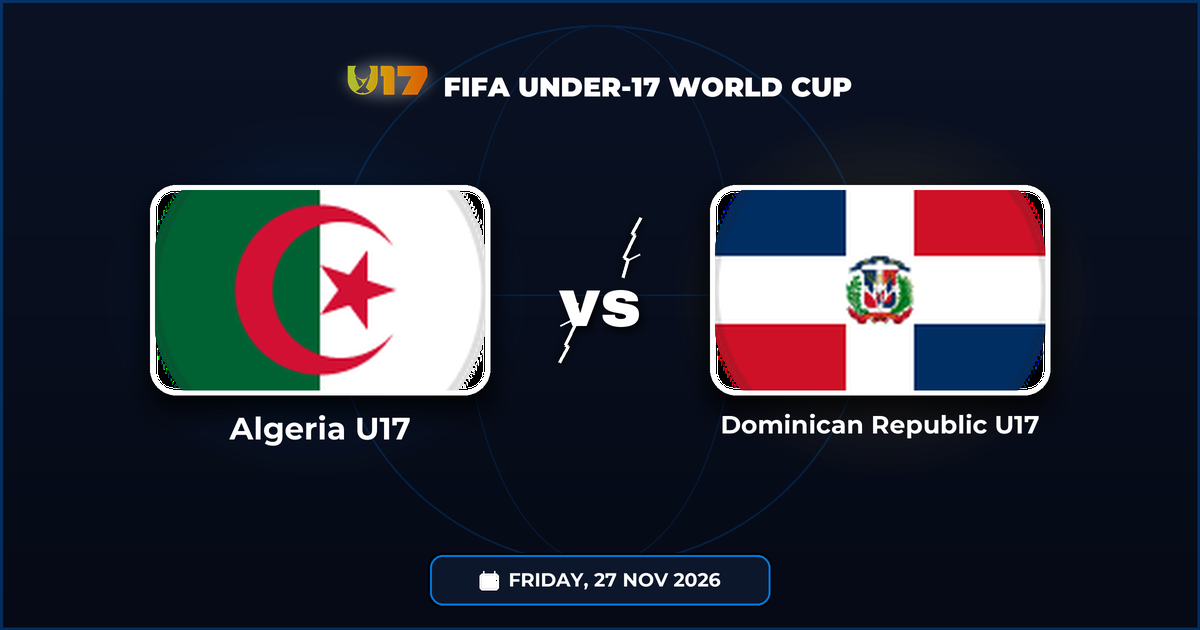 U17 FIFA UNDER-17 WORLD CUP
VS
Algeria U17
Dominican Republic U17
FRIDAY, 27 NOV 2026